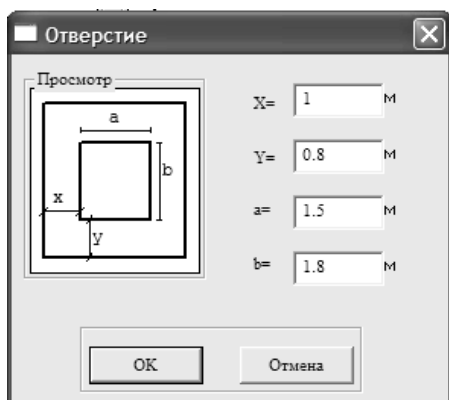 Отверстие
Просмотр
a
b
x
y
X= 1 м
Y= 0.8 м
a= 1.5 м
b= 1.8 м
OK Отмена